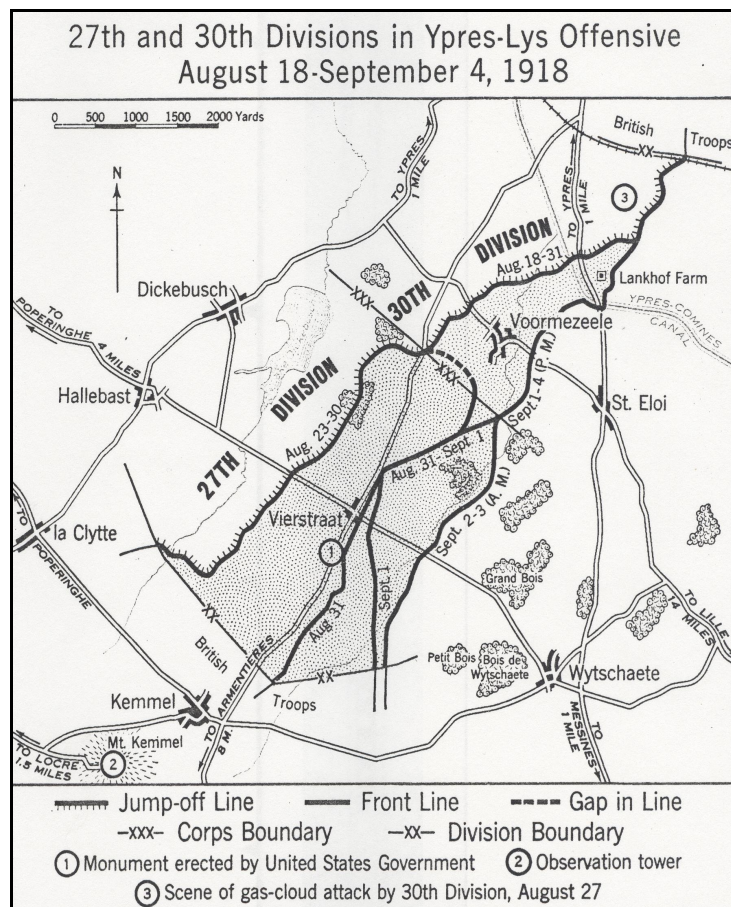 27th and 30th Divisions in Ypres-Lys Offensive
August 18-September 4, 1918
0 500 1000 1500 2000 Yards
N
TO YPRES
1 MILE
TO YPRES
1 MILE
British
XX
Troops
3
DIVISION
Aug. 18-31
Lankhof Farm
YPRES-COMINES
CANAL
Dickebusch
XXX
30TH
Voormezeele
TO
POPERINGHE 4 MILES
Hallebast
DIVISION
XXX
Sept. 1-4 (P. M.)
St. Eloi
Aug. 23-30
Aug. 31-Sept. 1
27TH
Vierstraat
Sept. 2-3 (A. M.)
TO
POPERINGHE
la Clytte
1
Grand Bois
Sept. 1
Aug. 31
TO LILLE
14 MILES
XX
British
Troops
XX
Petit Bois
Bois de
Wytschaete
Wytschaete
Kemmel
TO ARMENTIERES
8 M.
Mt. Kemmel
TO LOCRE
1.5 MILES
2
TO
MESSINES
1 MILE
Jump-off Line
Front Line
Gap in Line
-XXX- Corps Boundary
-XX- Division Boundary
1 Monument erected by United States Government
2 Observation tower
3 Scene of gas-cloud attack by 30th Division, August 27